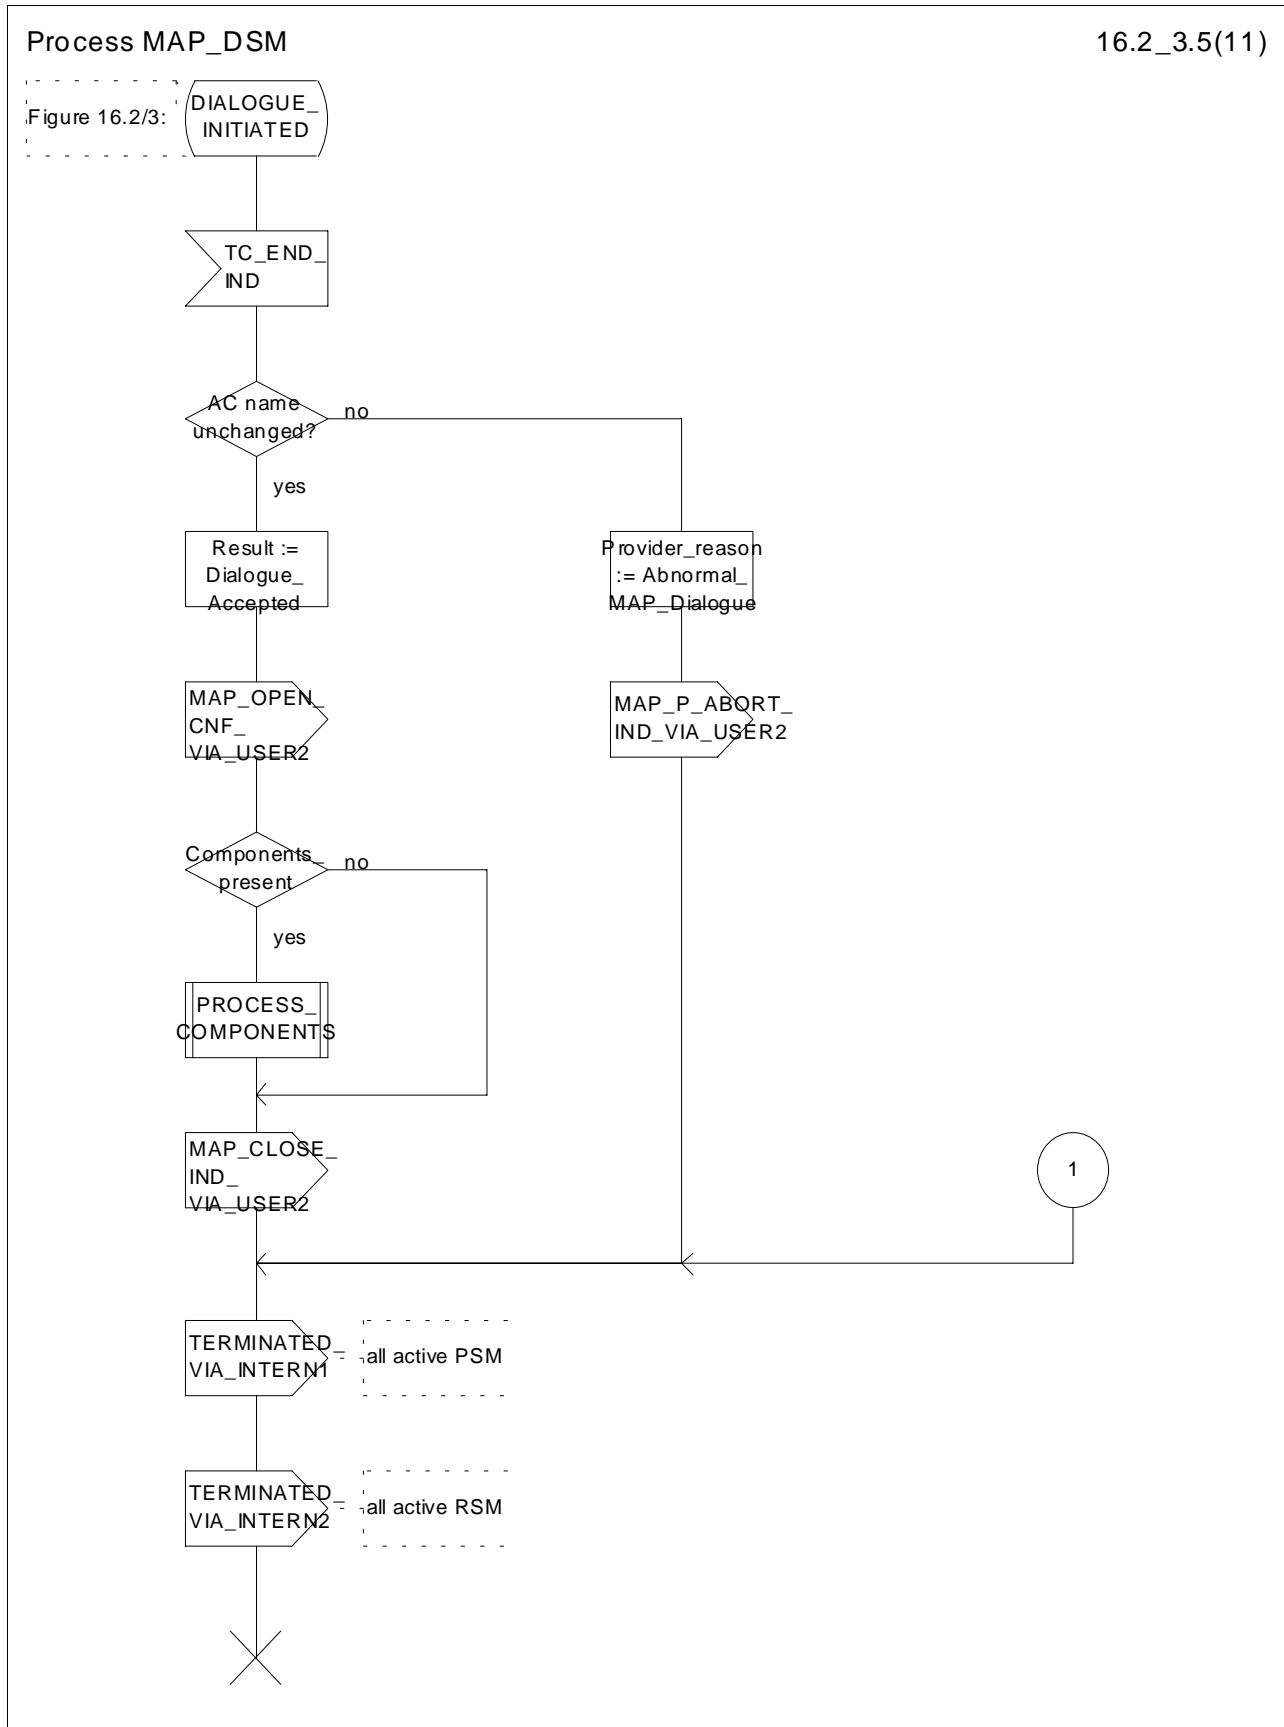 Process MAP_DSM
16.2_3.5(11)
Figure 16.2/3:
DIALOGUE_
INITIATED
TC_END_
IND
AC name
unchanged?
no
yes
Result :=
Dialogue_
Accepted
Provider_reason
:= Abnormal_
MAP_Dialogue
MAP_OPEN_
CNF_
VIA_USER2
MAP_P_ABORT_
IND_VIA_USER2
Components_
present
no
yes
PROCESS_
COMPONENTS
MAP_CLOSE_
IND_
VIA_USER2
1
TERMINATED_
VIA_INTERN1
all active PSM
TERMINATED_
VIA_INTERN2
all active RSM